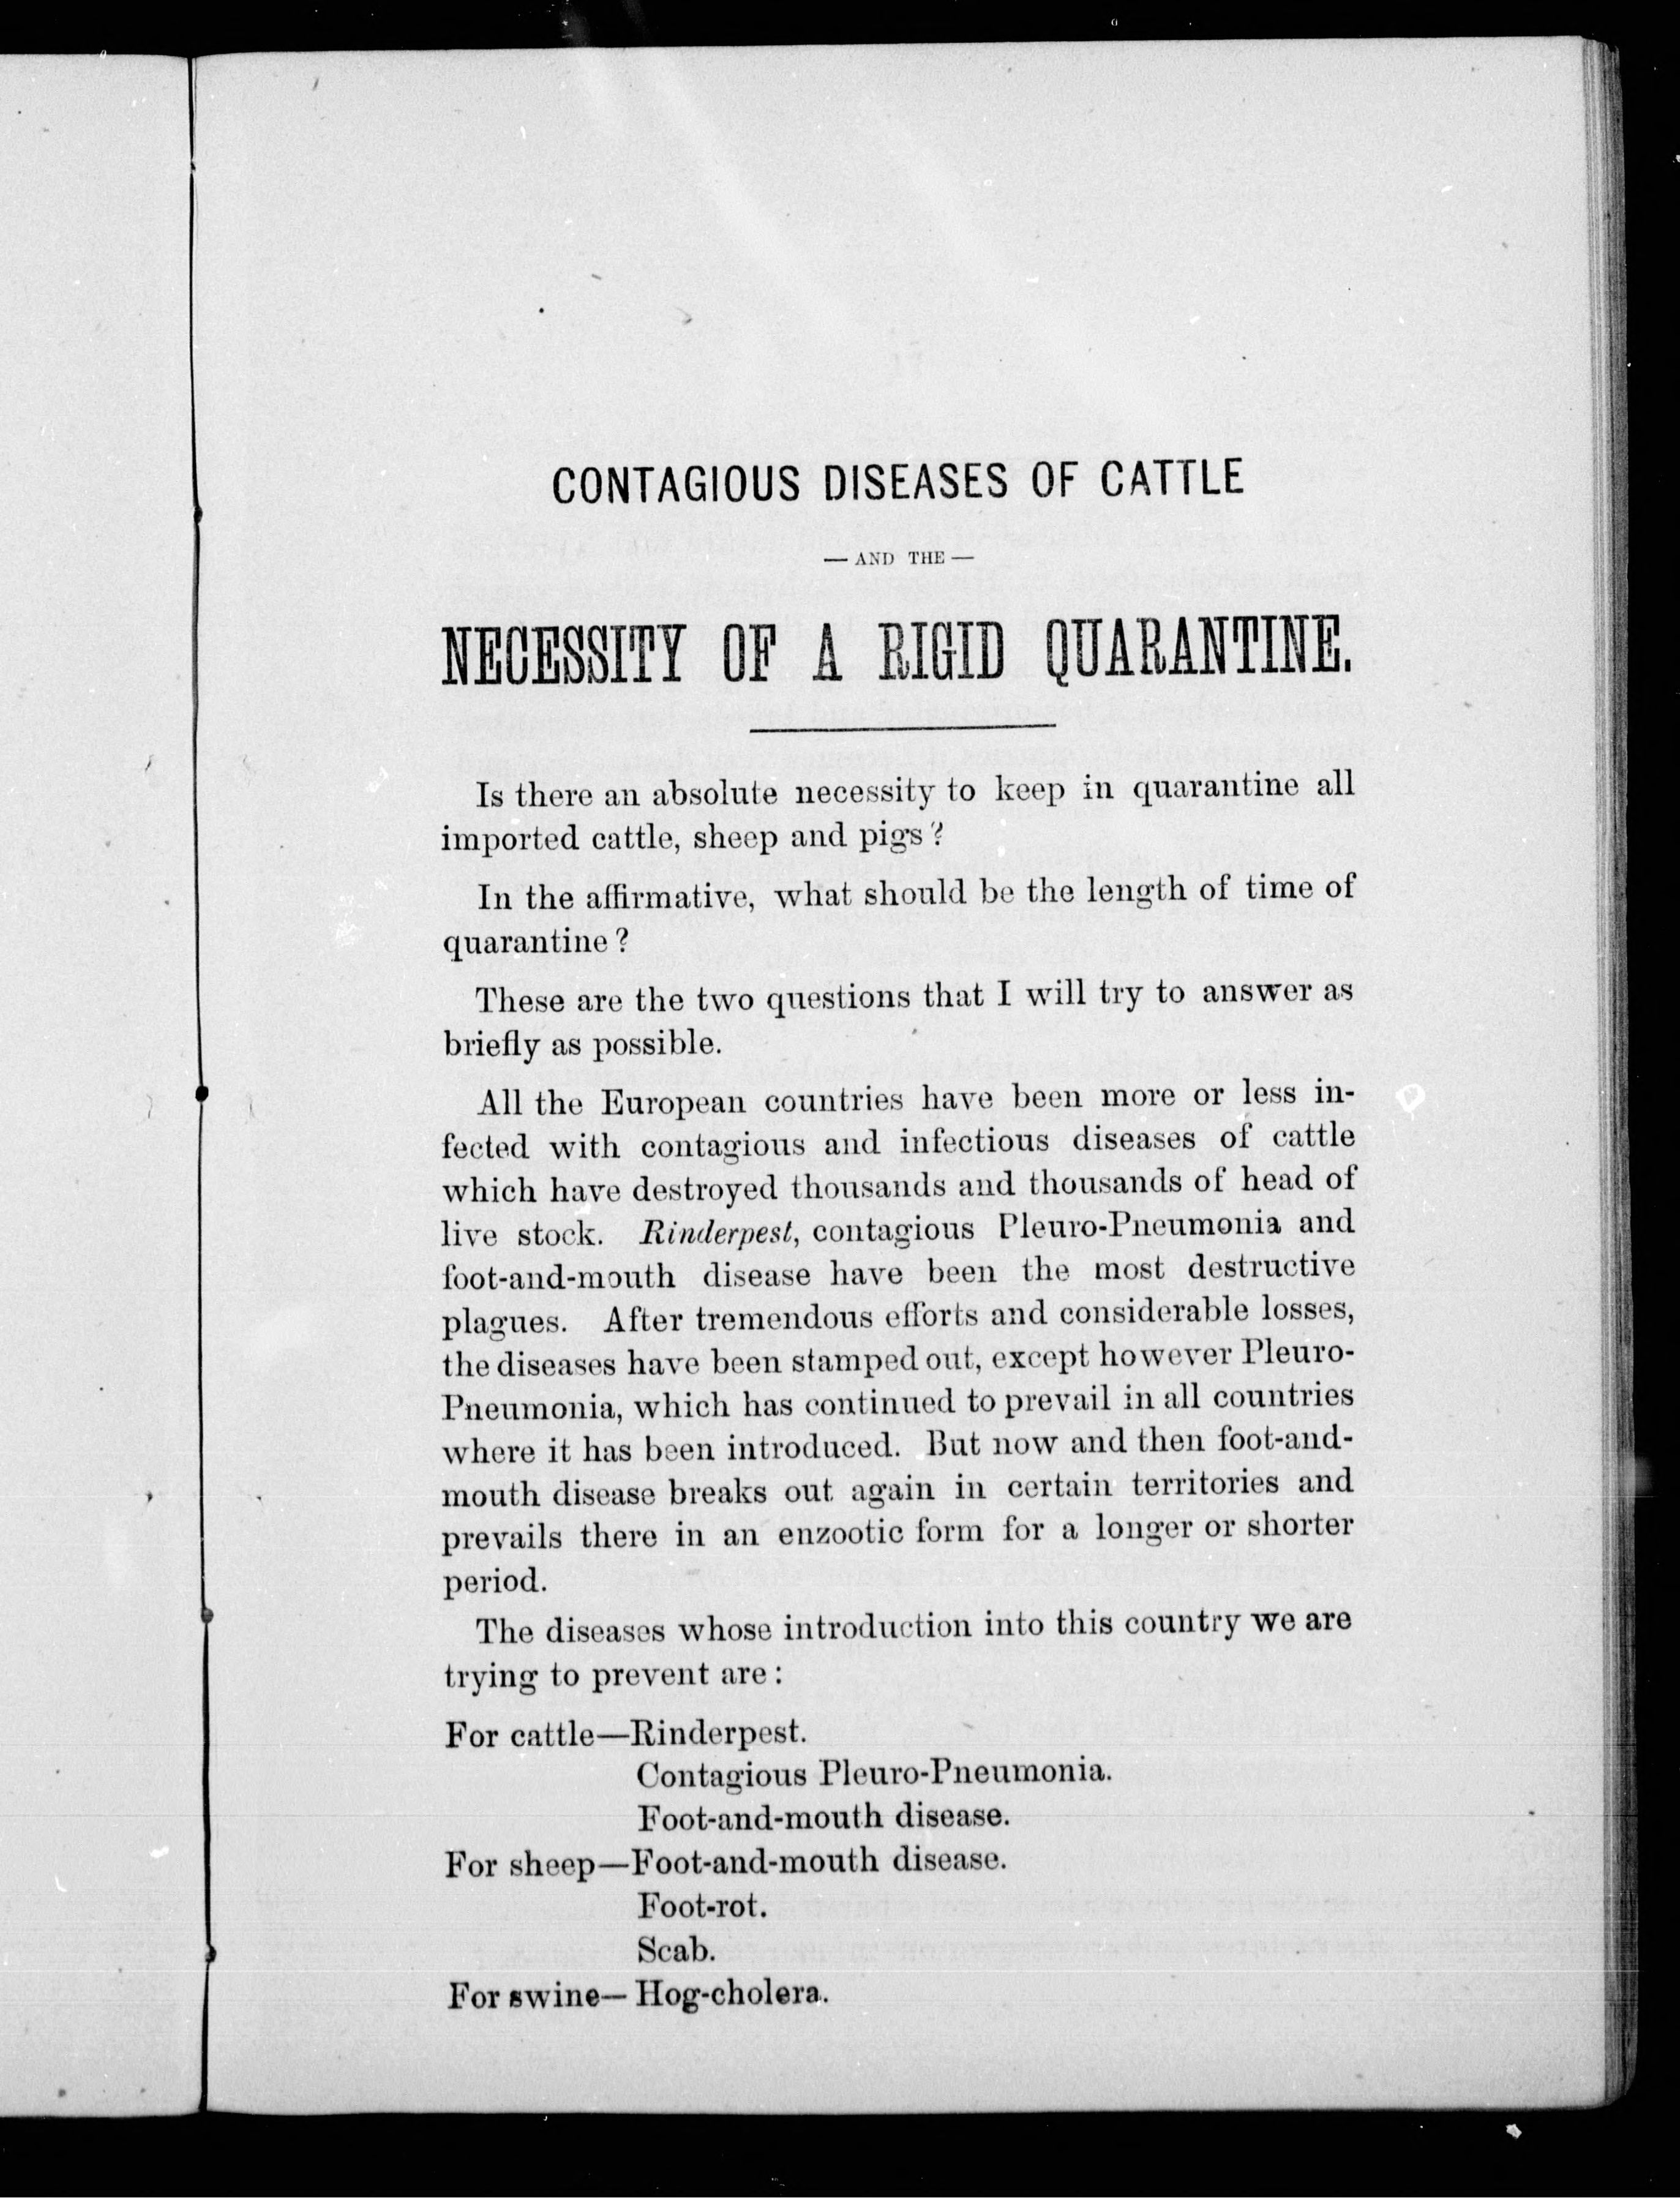 CONTAGIOUS DISEASES OF CATTLE
— AND THE —
NECESSITY OF A RIGID QUARANTINE.
Is there an absolute necessity to keep in quarantine all
imported cattle, sheep and pigs?
In the affirmative, what should be the length of time of
quarantine?
These are the two questions that I will try to answer as
briefly as possible.
All the European countries have been more or less in-
fected with contagious and infectious diseases of cattle
which have destroyed thousands and thousands of head of
live stock. Rinderpest, contagious Pleuro-Pneumonia and
foot-and-mouth disease have been the most destructive
plagues. After tremendous efforts and considerable losses,
the diseases have been stamped out, except however Pleuro-
Pneumonia, which has continued to prevail in all countries
where it has been introduced. But now and then foot-and-
mouth disease breaks out again in certain territories and
prevails there in an enzootic form for a longer or shorter
period.
The diseases whose introduction into this country we are
trying to prevent are:
For cattle—Rinderpest.
Contagious Pleuro-Pneumonia.
Foot-and-mouth disease.
For sheep—Foot-and-mouth disease.
Foot-rot.
Scab.
For swine—Hog-cholera.